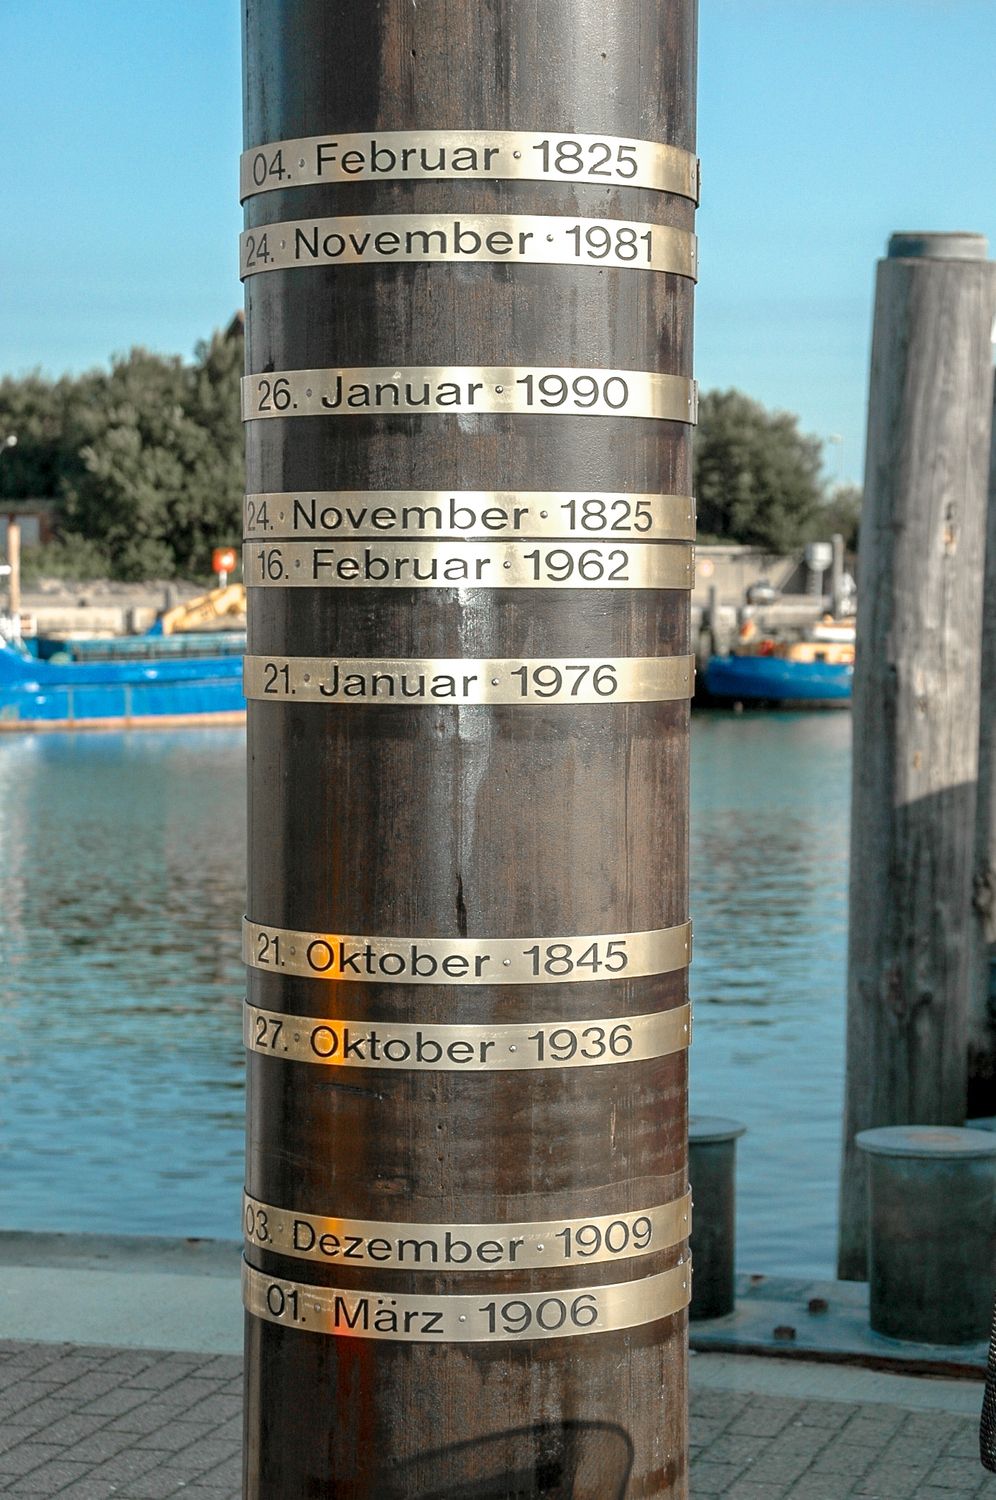 04. Februar · 1825
24. November · 1981
26. Januar · 1990
24. November · 1825
16. Februar · 1962
21. Januar · 1976
21. Oktober · 1845
27. Oktober · 1936
03. Dezember · 1909
01. März · 1906